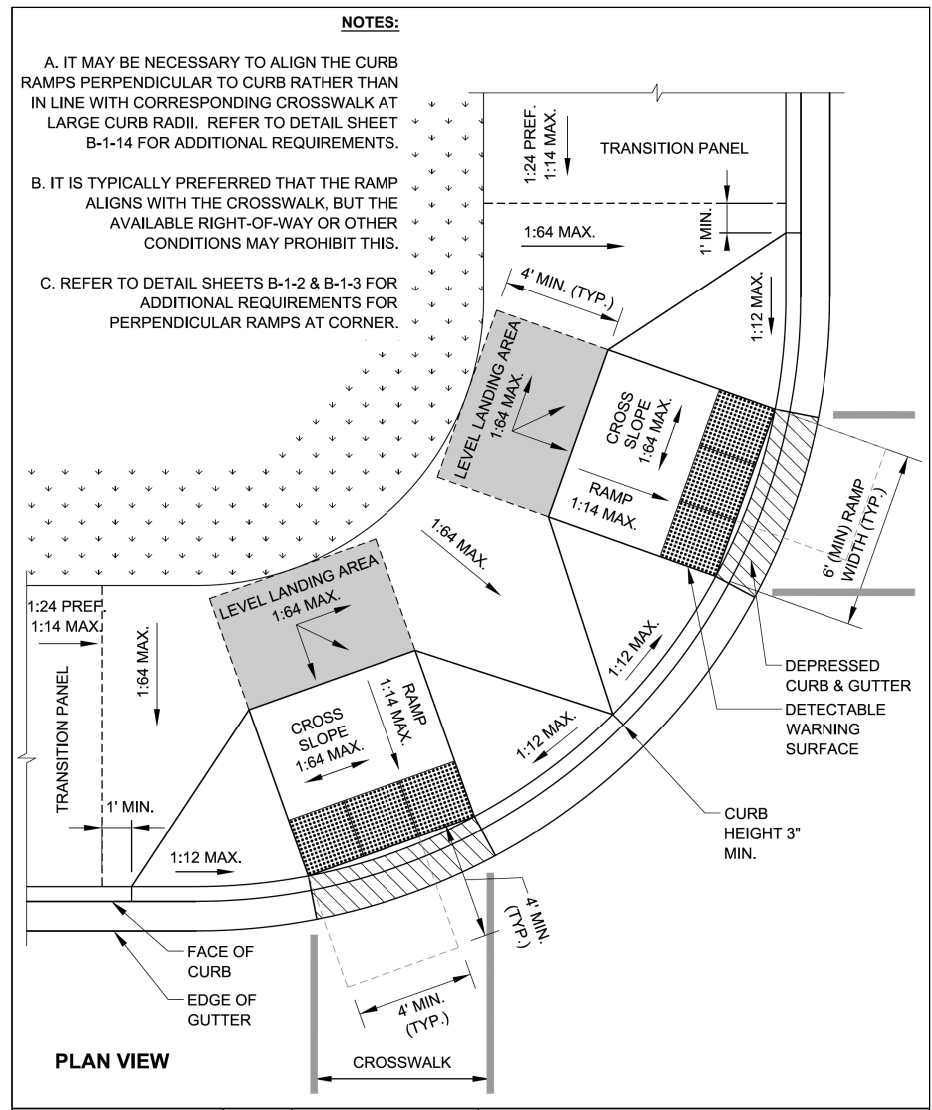 NOTES:
A. IT MAY BE NECESSARY TO ALIGN THE CURB
RAMPS PERPENDICULAR TO CURB RATHER THAN
IN LINE WITH CORRESPONDING CROSSWALK AT
LARGE CURB RADII. REFER TO DETAIL SHEET
B-1-14 FOR ADDITIONAL REQUIREMENTS.
B. IT IS TYPICALLY PREFERRED THAT THE RAMP
ALIGNS WITH THE CROSSWALK, BUT THE
AVAILABLE RIGHT-OF-WAY OR OTHER
CONDITIONS MAY PROHIBIT THIS.
C. REFER TO DETAIL SHEETS B-1-2 & B-1-3 FOR
ADDITIONAL REQUIREMENTS FOR
PERPENDICULAR RAMPS AT CORNER.
1:24 PREF.
1:14 MAX.
TRANSITION PANEL
1:64 MAX.
1' MIN.
4' MIN. (TYP.)
1:12 MAX.
LEVEL LANDING AREA
1:64 MAX.
CROSS
SLOPE
1:64 MAX.
RAMP
1:14 MAX.
6' (MIN) RAMP
WIDTH (TYP.)
1:64 MAX.
LEVEL LANDING AREA
1:64 MAX.
1:24 PREF.
1:14 MAX.
1:64 MAX.
TRANSITION PANEL
1' MIN.
RAMP
1:14 MAX.
CROSS
SLOPE
1:64 MAX.
1:12 MAX.
1:12 MAX.
1:12 MAX.
DEPRESSED
CURB & GUTTER
DETECTABLE
WARNING
SURFACE
CURB
HEIGHT 3"
MIN.
4' MIN.
(TYP.)
FACE OF
CURB
EDGE OF
GUTTER
4' MIN.
(TYP.)
PLAN VIEW
CROSSWALK